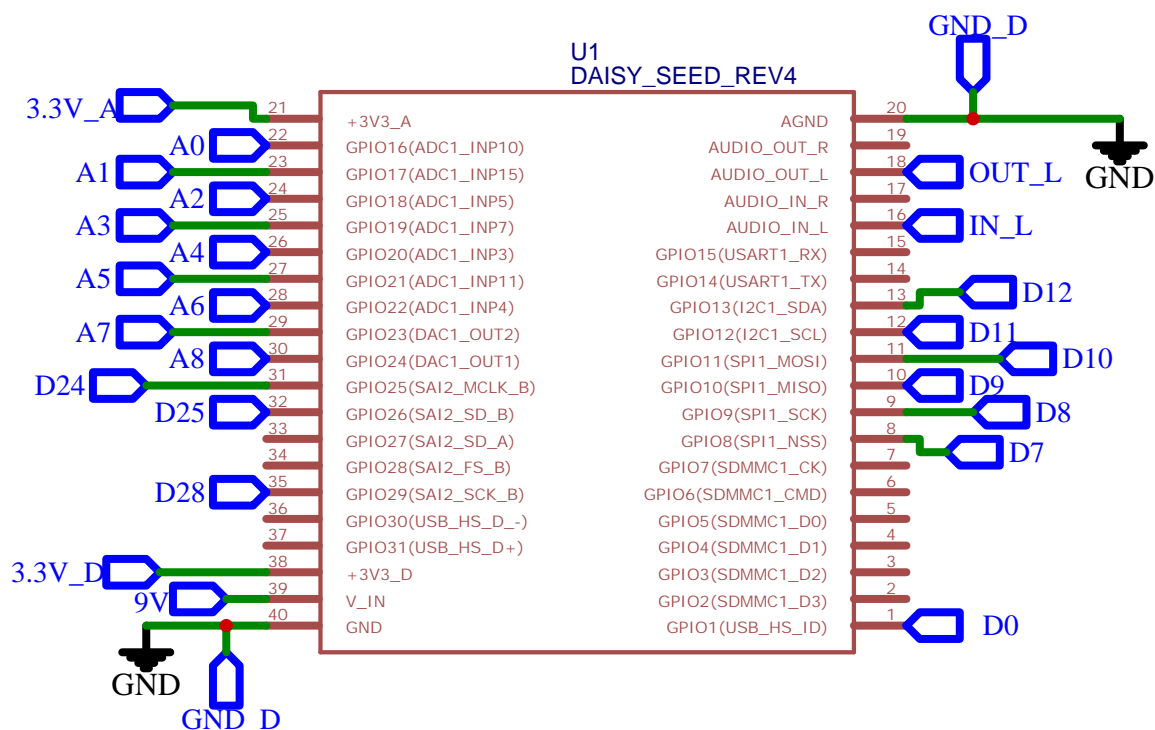 GND_D
U1
DAISY_SEED_REV4
3.3V_A 21 +3V3_A AGND 20
A0 22 GPIO16(ADC1_INP10) AUDIO_OUT_R 19
A1 23 GPIO17(ADC1_INP15) AUDIO_OUT_L 18 OUT_L GND
A2 24 GPIO18(ADC1_INP5) AUDIO_IN_R 17
A3 25 GPIO19(ADC1_INP7) AUDIO_IN_L 16 IN_L
A4 26 GPIO20(ADC1_INP3) GPIO15(USART1_RX) 15
A5 27 GPIO21(ADC1_INP11) GPIO14(USART1_TX) 14
A6 28 GPIO22(ADC1_INP4) GPIO13(I2C1_SDA) 13 D12
A7 29 GPIO23(DAC1_OUT2) GPIO12(I2C1_SCL) 12 D11
A8 30 GPIO24(DAC1_OUT1) GPIO11(SPI1_MOSI) 11 D10
D24 31 GPIO25(SAI2_MCLK_B) GPIO10(SPI1_MISO) 10 D9
D25 32 GPIO26(SAI2_SD_B) GPIO9(SPI1_SCK) 9 D8
33 GPIO27(SAI2_SD_A) GPIO8(SPI1_NSS) 8 D7
34 GPIO28(SAI2_FS_B) GPIO7(SDMMC1_CK) 7
D28 35 GPIO29(SAI2_SCK_B) GPIO6(SDMMC1_CMD) 6
36 GPIO30(USB_HS_D_-) GPIO5(SDMMC1_D0) 5
37 GPIO31(USB_HS_D+) GPIO4(SDMMC1_D1) 4
3.3V_D 38 +3V3_D GPIO3(SDMMC1_D2) 3
9V 39 V_IN GPIO2(SDMMC1_D3) 2
40 GND GPIO1(USB_HS_ID) 1 D0
GND
GND_D